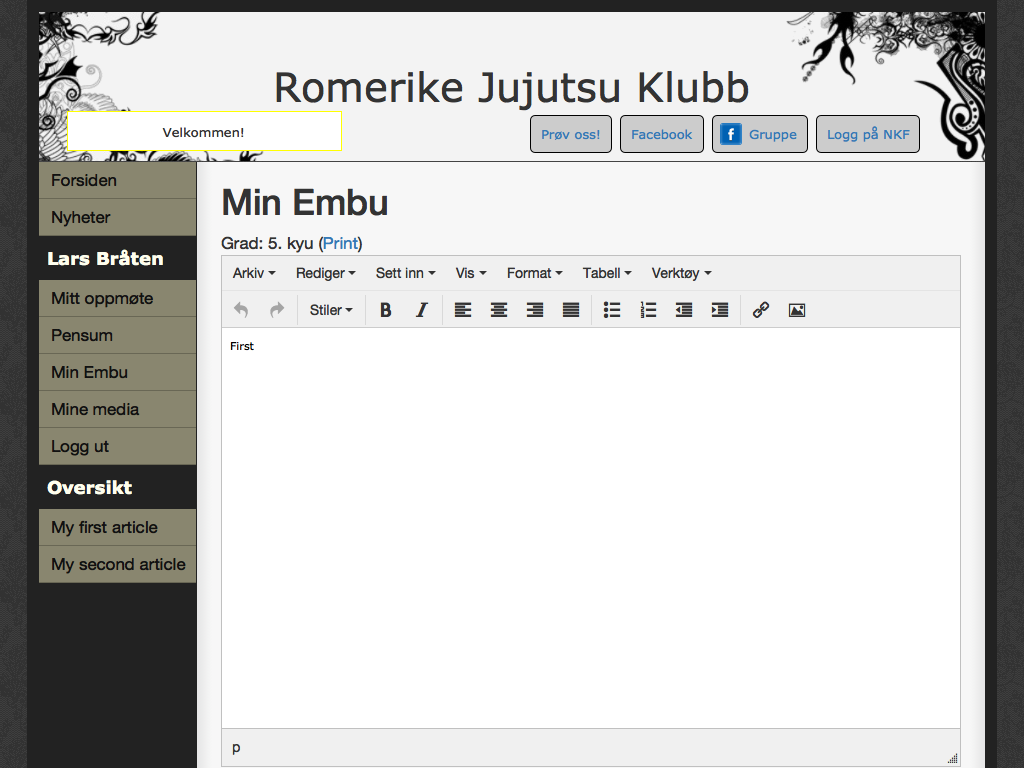 Romerike Jujutsu Klubb
Velkommen!
Prøv oss!
Facebook
f Gruppe
Logg på NKF
Forsiden
Nyheter
Lars Bråten
Mitt oppmøte
Pensum
Min Embu
Mine media
Logg ut
Oversikt
My first article
My second article
Min Embu
Grad: 5. kyu (Print)
Arkiv Rediger Sett inn Vis Format Tabell Verktøy
Stiler B I
First
p